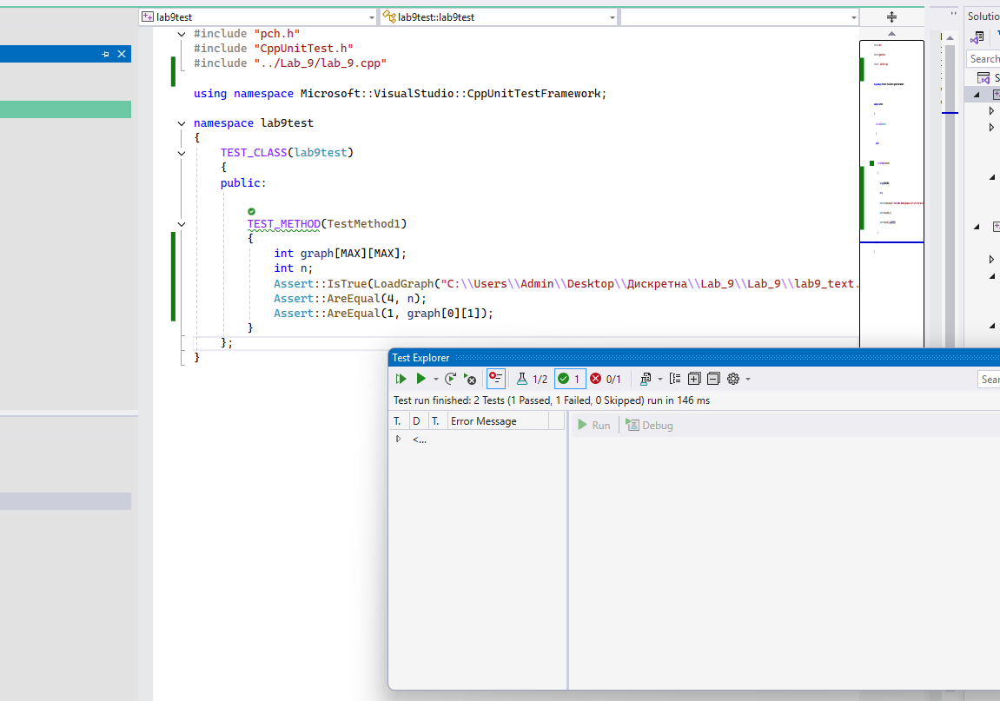 lab9test
lab9test::lab9test
#include "pch.h"
#include "CppUnitTest.h"
#include "../Lab_9/lab_9.cpp"
using namespace Microsoft::VisualStudio::CppUnitTestFramework;
namespace lab9test
{
TEST_CLASS(lab9test)
{
public:
TEST_METHOD(TestMethod1)
{
int graph[MAX][MAX];
int n;
Assert::IsTrue(LoadGraph("C:\\Users\\Admin\\Desktop\\Дискретна\\Lab_9\\Lab_9\\lab9_text.
Assert::AreEqual(4, n);
Assert::AreEqual(1, graph[0][1]);
}
};
}
Solutio
Search
S
Test Explorer
1/2
1
0/1
Sear
Test run finished: 2 Tests (1 Passed, 1 Failed, 0 Skipped) run in 146 ms
T. D T. Error Message
Run Debug
<...